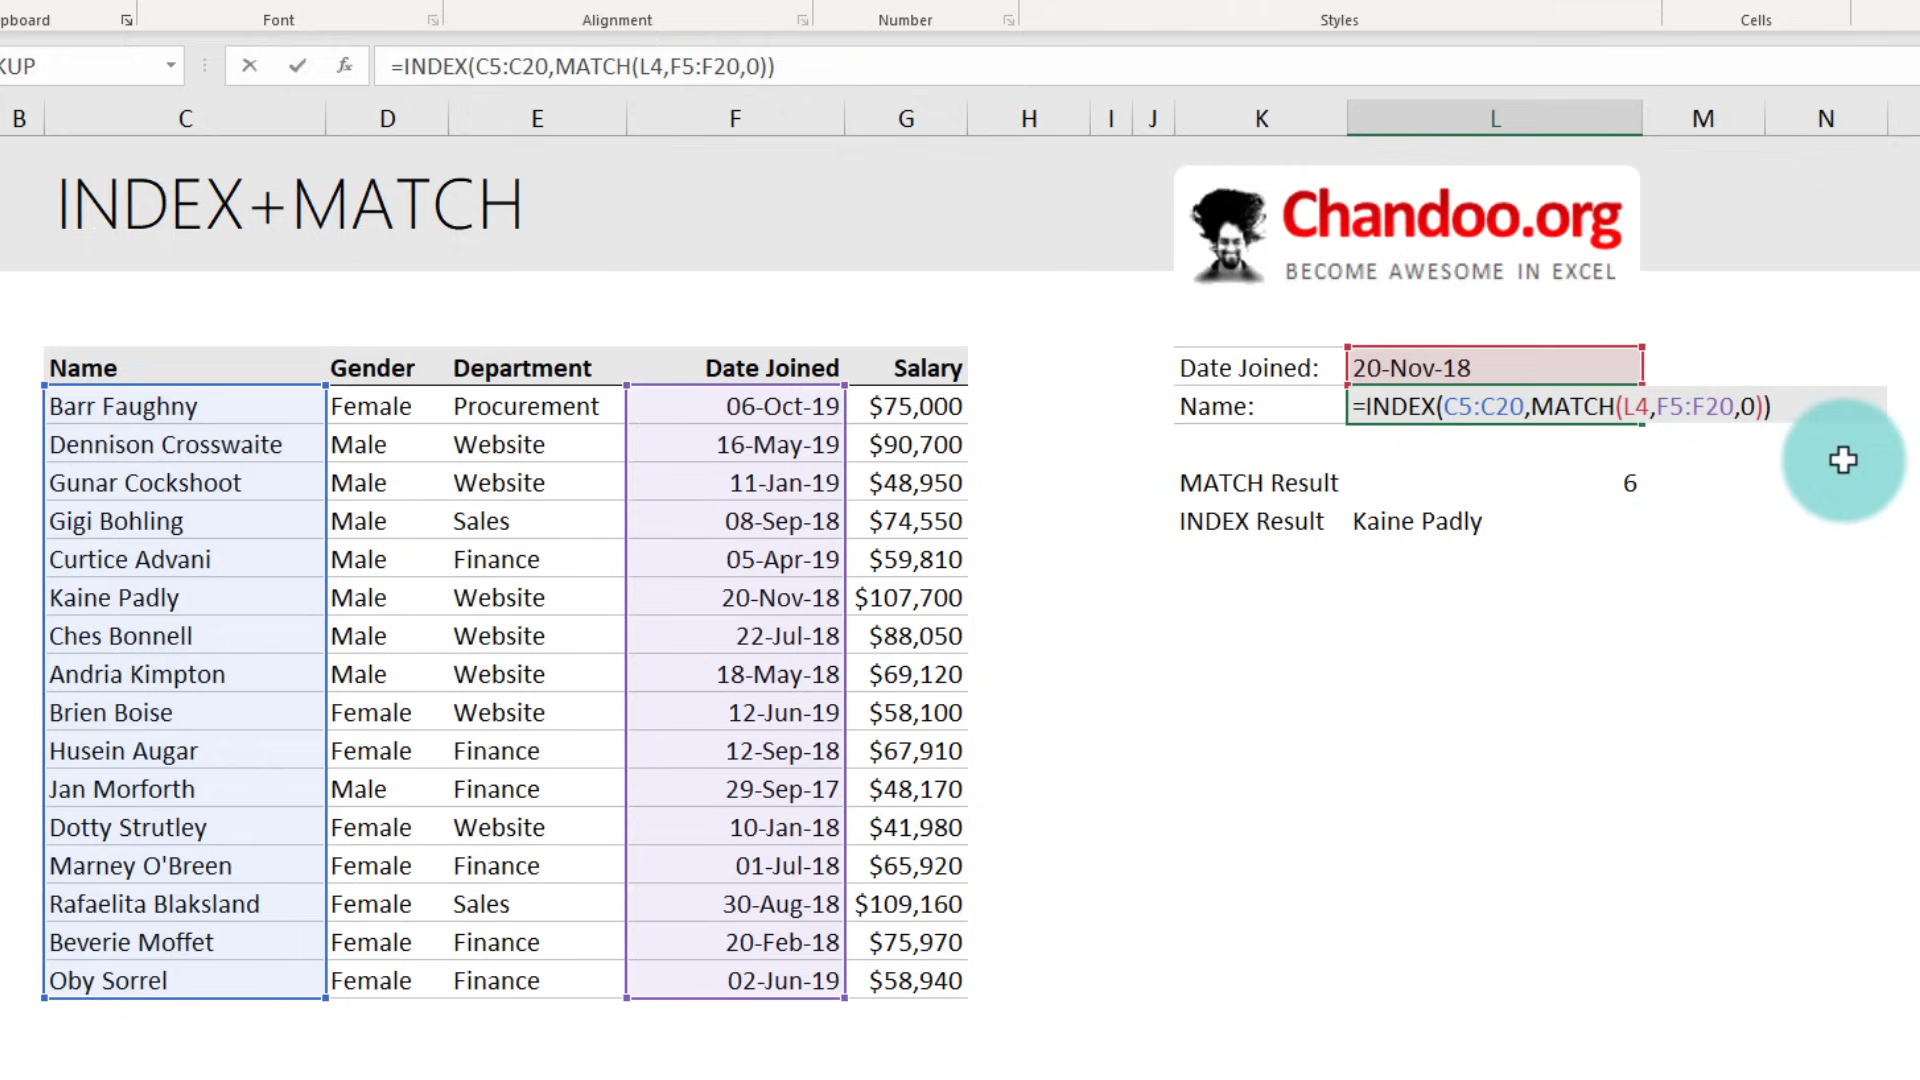 pboard Font Alignment Number Styles Cells
KUP =INDEX(C5:C20,MATCH(L4,F5:F20,0))
B C D E F G H I J K L M N
INDEX+MATCH
Chandoo.org
BECOME AWESOME IN EXCEL
Name Gender Department Date Joined Salary
Barr Faughny Female Procurement 06-Oct-19 $75,000
Dennison Crosswaite Male Website 16-May-19 $90,700
Gunar Cockshoot Male Website 11-Jan-19 $48,950
Gigi Bohling Male Sales 08-Sep-18 $74,550
Curtice Advani Male Finance 05-Apr-19 $59,810
Kaine Padly Male Website 20-Nov-18 $107,700
Ches Bonnell Male Website 22-Jul-18 $88,050
Andria Kimpton Male Website 18-May-18 $69,120
Brien Boise Female Website 12-Jun-19 $58,100
Husein Augar Female Finance 12-Sep-18 $67,910
Jan Morforth Male Finance 29-Sep-17 $48,170
Dotty Strutley Female Website 10-Jan-18 $41,980
Marney O'Breen Female Finance 01-Jul-18 $65,920
Rafaelita Blaksland Female Sales 30-Aug-18 $109,160
Beverie Moffet Female Finance 20-Feb-18 $75,970
Oby Sorrel Female Finance 02-Jun-19 $58,940
Date Joined: 20-Nov-18
Name: =INDEX(C5:C20,MATCH(L4,F5:F20,0))
MATCH Result 6
INDEX Result Kaine Padly